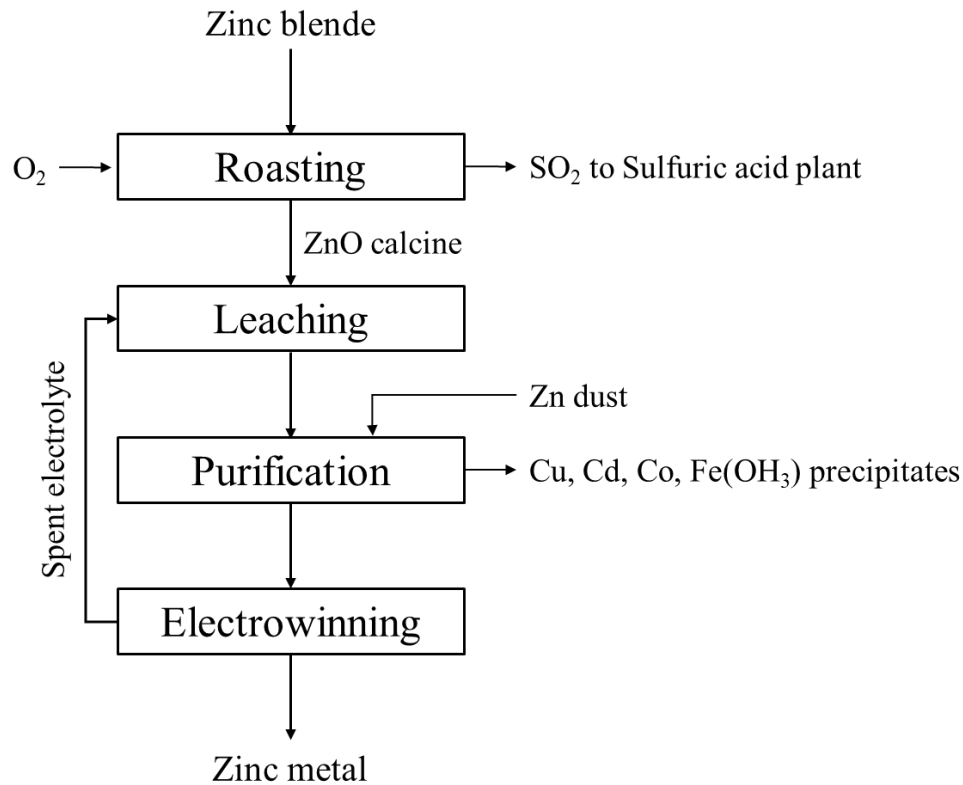 Zinc blende
O₂
Roasting
SO₂ to Sulfuric acid plant
ZnO calcine
Leaching
Zn dust
Spent electrolyte
Purification
Cu, Cd, Co, Fe(OH₃) precipitates
Electrowinning
Zinc metal